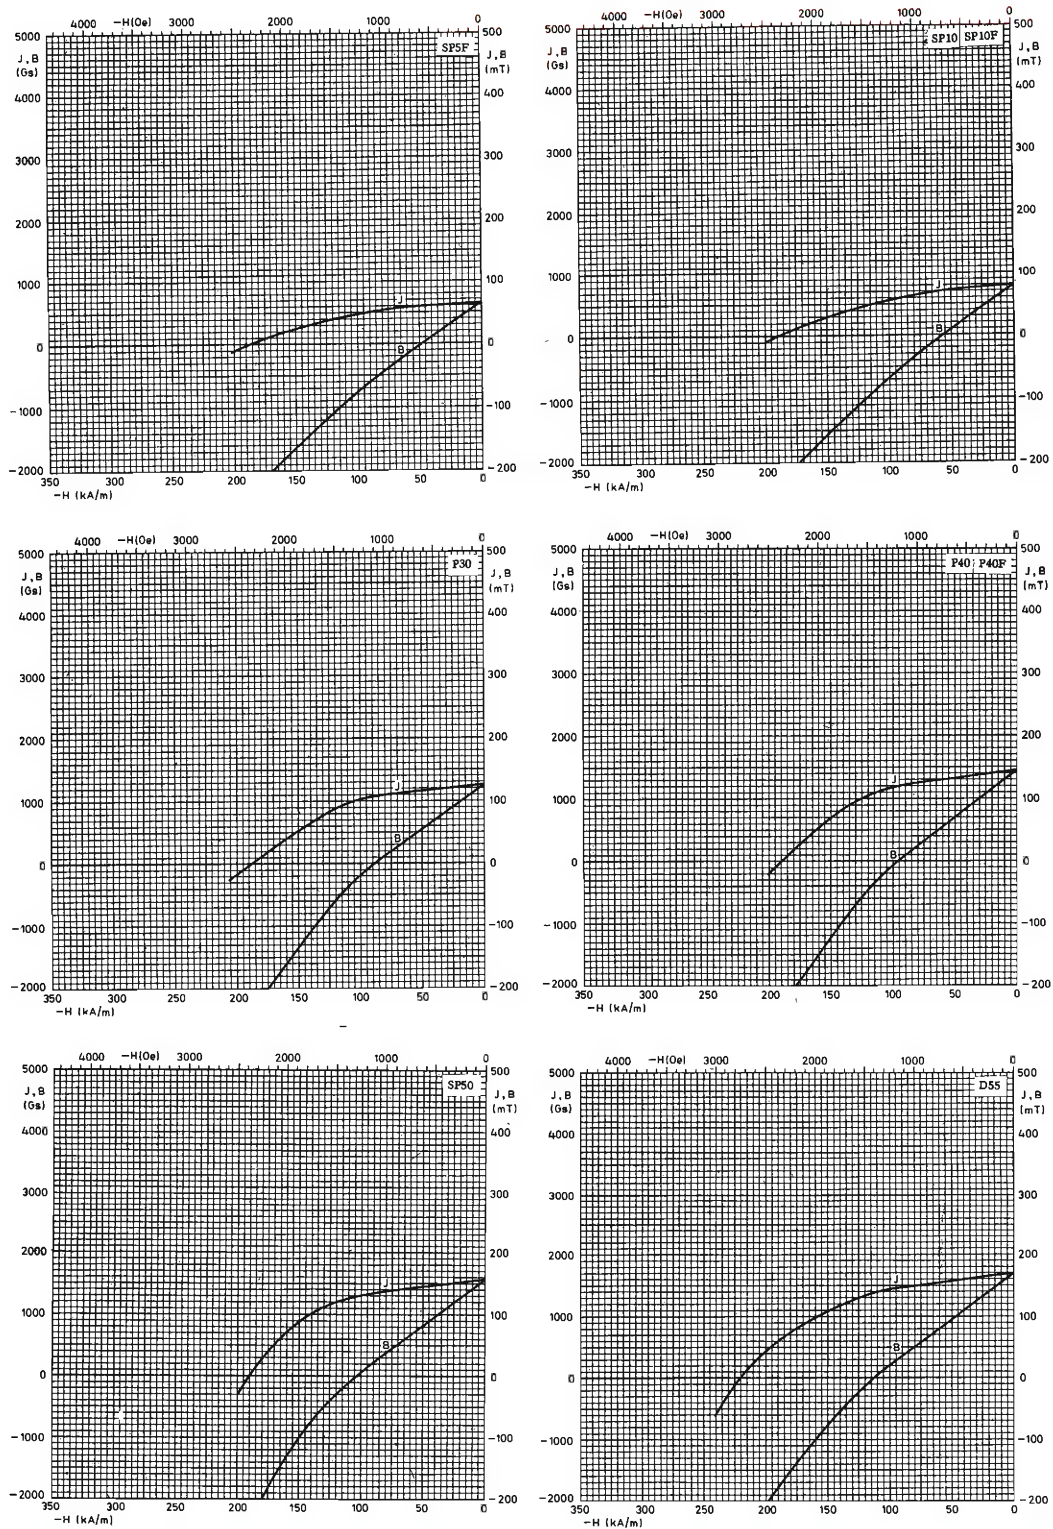 4000 −H(Oe) 3000 2000 1000 0
5000 SP5F 500
J,B (Gs) J,B (mT)
4000 400
3000 300
2000 200
1000 100
J
0 B 0
−1000 −100
−2000 −200
350 300 250 200 150 100 50 0
−H (kA/m)
4000 −H(Oe) 3000 2000 1000 0
5000 SP10 SP10F 500
J,B (Gs) J,B (mT)
4000 400
3000 300
2000 200
1000 100
J
0 B 0
−1000 −100
−2000 −200
350 300 250 200 150 100 50 0
−H (kA/m)
4000 −H(Oe) 3000 2000 1000 0
5000 P30 500
J,B (Gs) J,B (mT)
4000 400
3000 300
2000 200
J
1000 100
B
0 0
−1000 −100
−2000 −200
350 300 250 200 150 100 50 0
−H (kA/m)
4000 −H(Oe) 3000 2000 1000 0
5000 P40 P40F 500
J,B (Gs) J,B (mT)
4000 400
3000 300
2000 200
J
1000 100
0 B 0
−1000 −100
−2000 −200
350 300 250 200 150 100 50 0
−H (kA/m)
4000 −H(Oe) 3000 2000 1000 0
5000 SP50 500
J,B (Gs) J,B (mT)
4000 400
3000 300
2000 200
J
1000 100
B
0 0
−1000 −100
−2000 −200
350 300 250 200 150 100 50 0
−H (kA/m)
4000 −H(Oe) 3000 2000 1000 0
5000 D55 500
J,B (Gs) J,B (mT)
4000 400
3000 300
2000 200
J
1000 100
B
0 0
−1000 −100
−2000 −200
350 300 250 200 150 100 50 0
−H (kA/m)